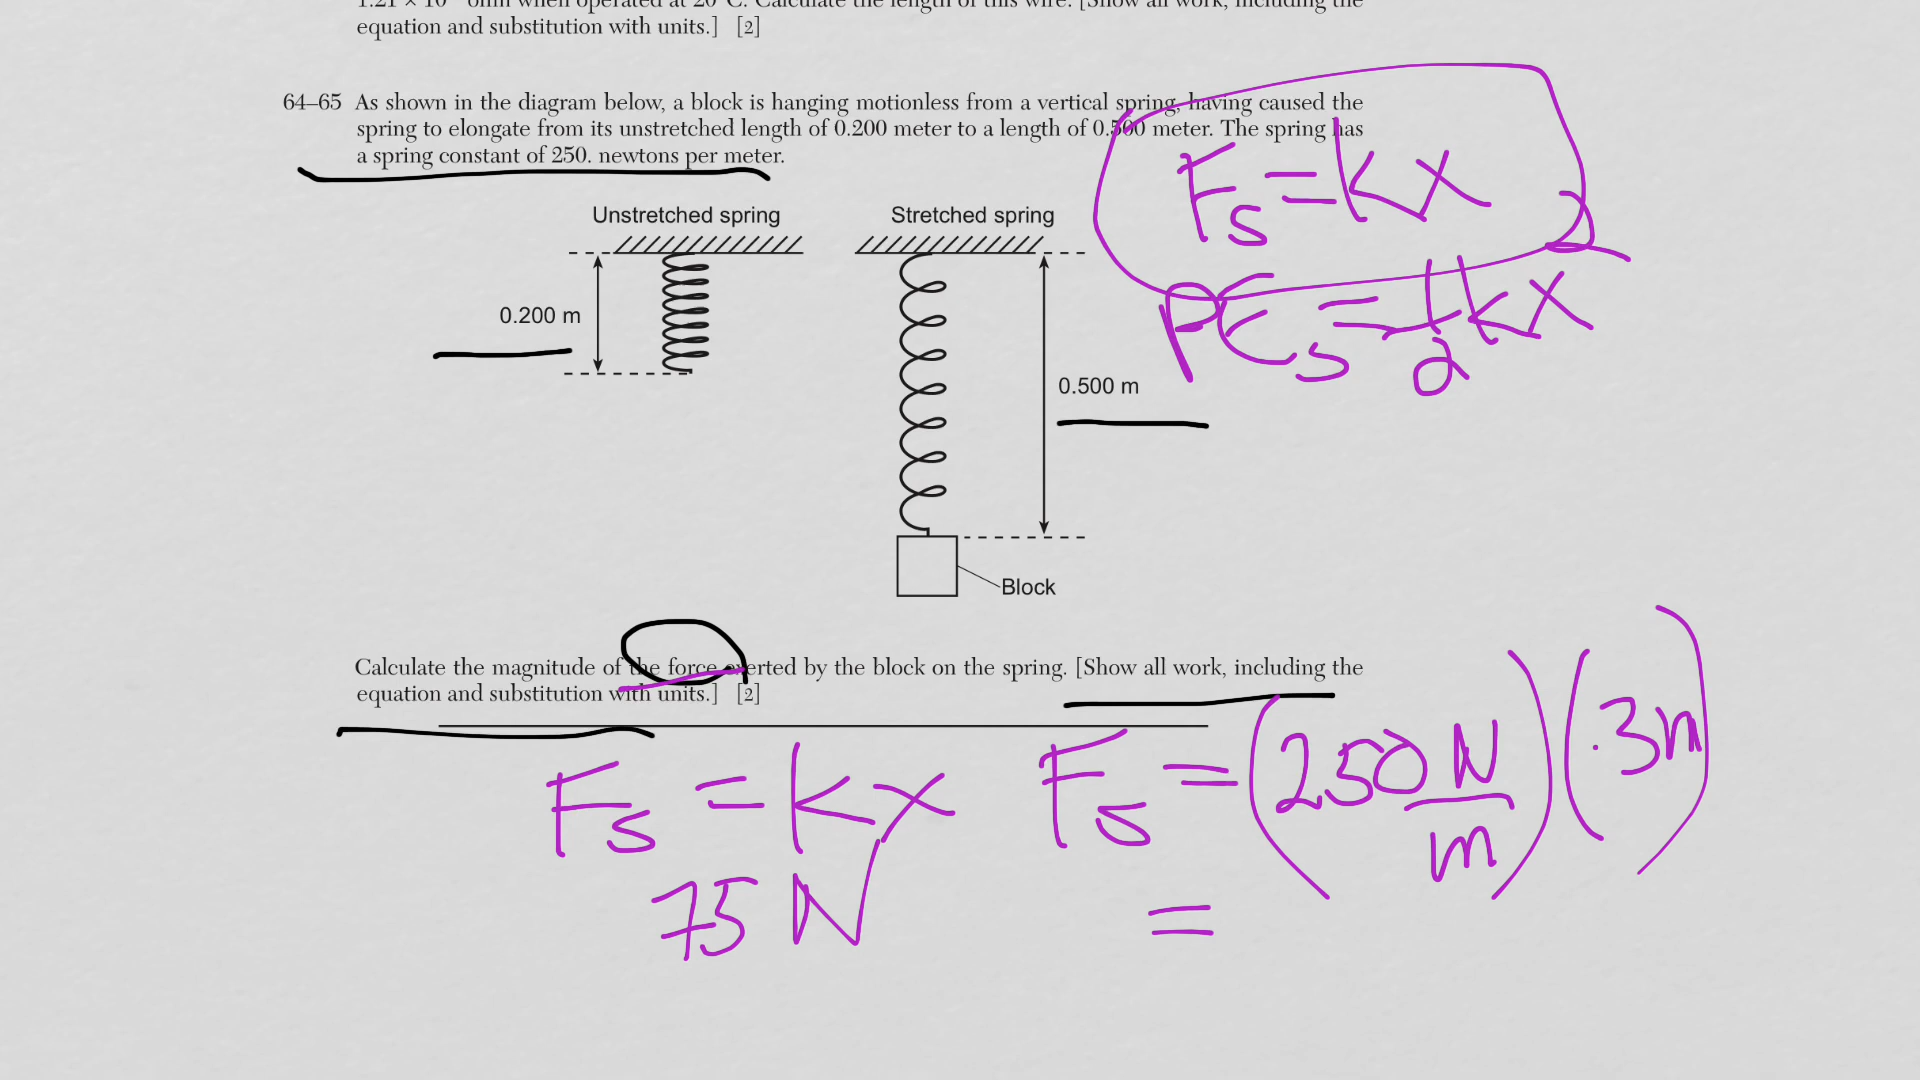 equation and substitution with units.] [2]
64–65 As shown in the diagram below, a block is hanging motionless from a vertical spring, having caused the
spring to elongate from its unstretched length of 0.200 meter to a length of 0.500 meter. The spring has
a spring constant of 250. newtons per meter.
Fs = kx
Unstretched spring
Stretched spring
PEs = 1/2 kx 2
0.200 m
0.500 m
Block
Calculate the magnitude of the force exerted by the block on the spring. [Show all work, including the
equation and substitution with units.] [2]
Fs = kx
Fs = (250 N/m)(.3m)
75 N
=